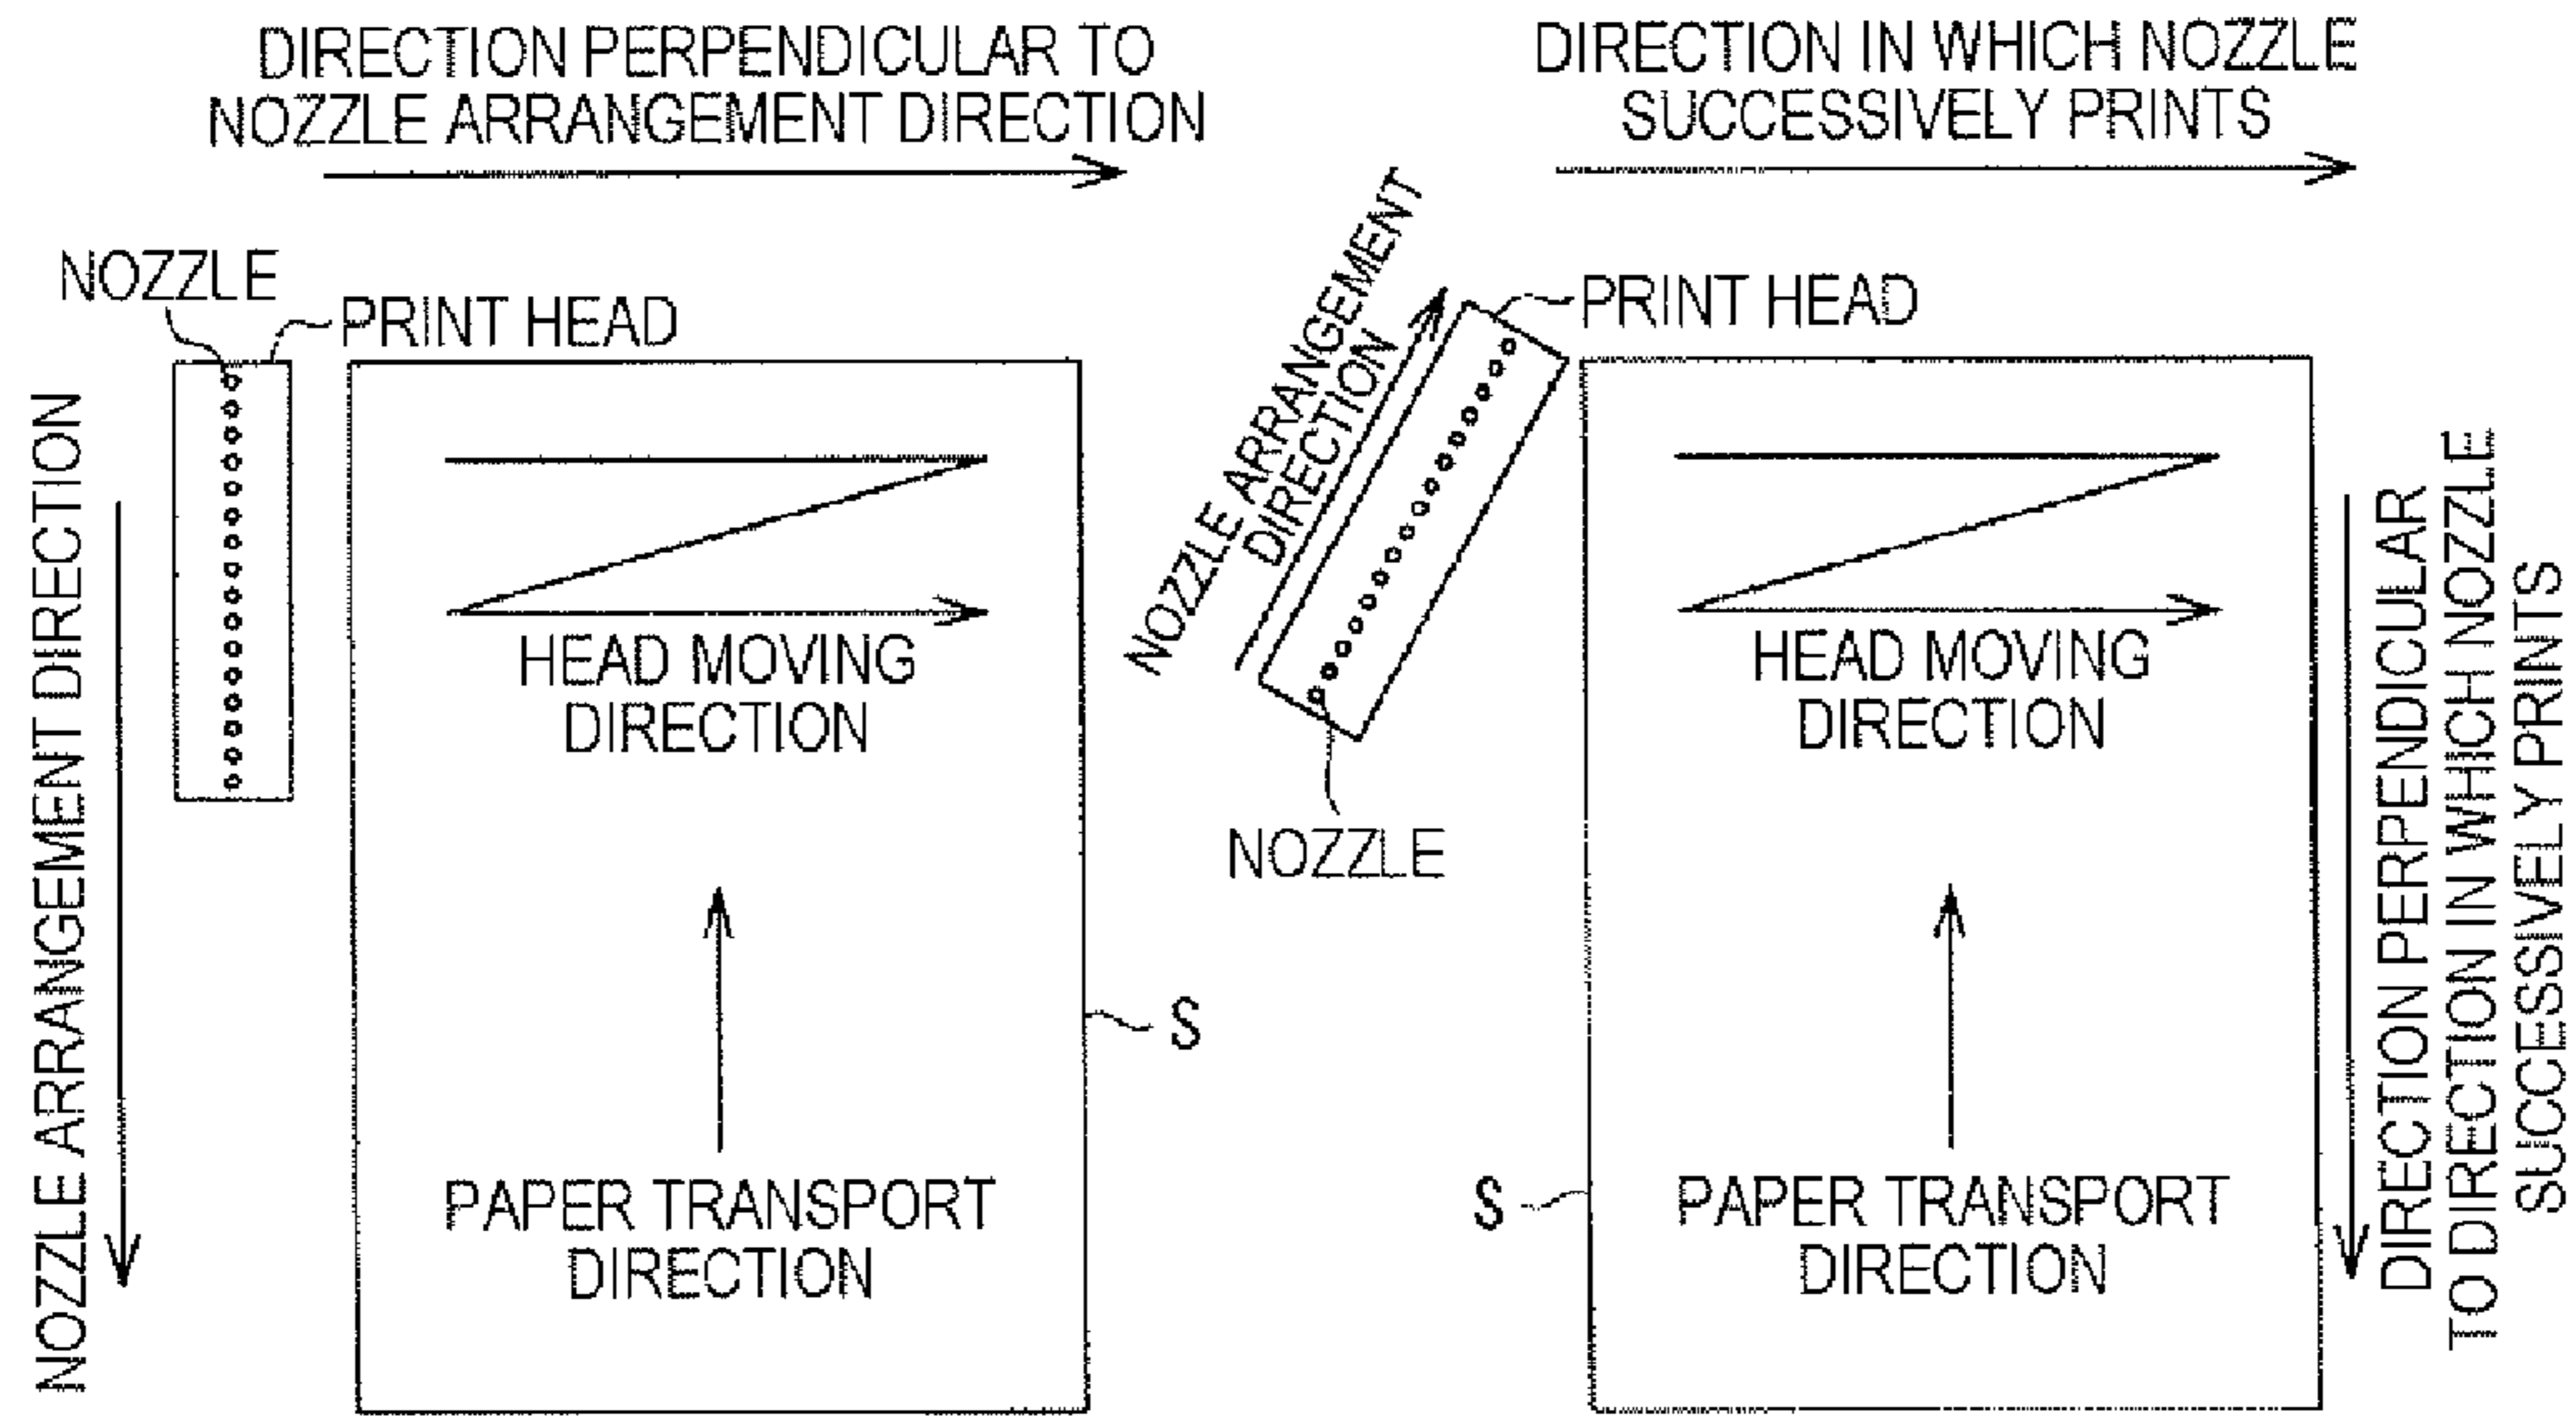 DIRECTION PERPENDICULAR TO
NOZZLE ARRANGEMENT DIRECTION
NOZZLE
PRINT HEAD
NOZZLE ARRANGEMENT DIRECTION
HEAD MOVING
DIRECTION
PAPER TRANSPORT
DIRECTION
S
DIRECTION IN WHICH NOZZLE
SUCCESSIVELY PRINTS
NOZZLE ARRANGEMENT
DIRECTION
PRINT HEAD
NOZZLE
HEAD MOVING
DIRECTION
PAPER TRANSPORT
DIRECTION
S
DIRECTION PERPENDICULAR
TO DIRECTION IN WHICH NOZZLE
SUCCESSIVELY PRINTS